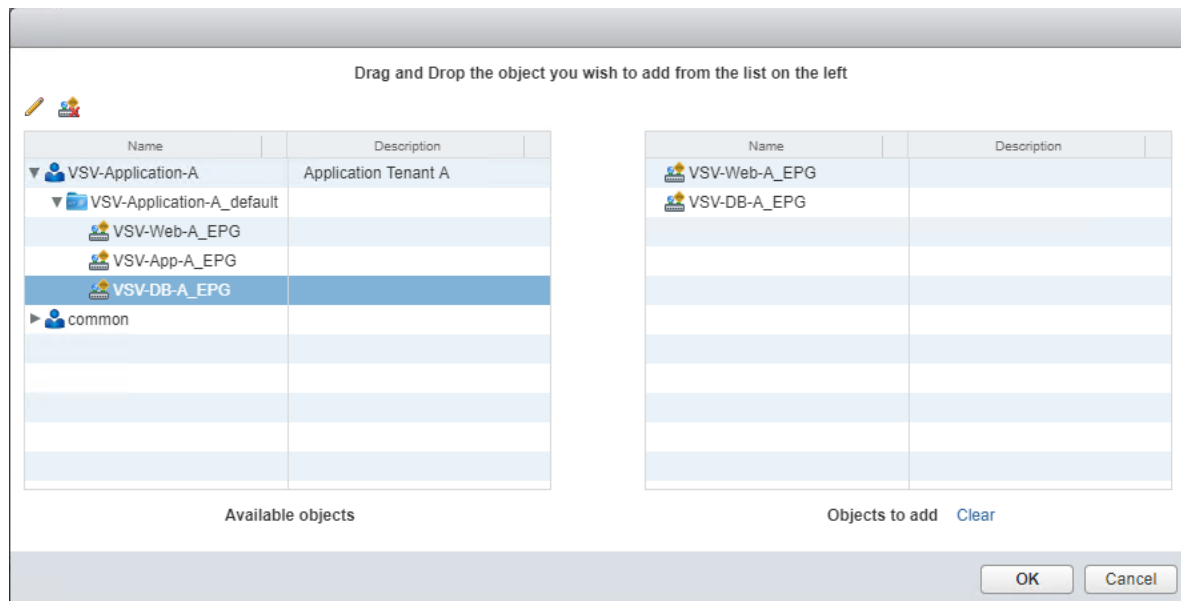 Drag and Drop the object you wish to add from the list on the left
Name Description Name Description
VSV-Application-A Application Tenant A VSV-Web-A_EPG
VSV-Application-A_default VSV-DB-A_EPG
VSV-Web-A_EPG
VSV-App-A_EPG
VSV-DB-A_EPG
common
Available objects Objects to add Clear
OK Cancel